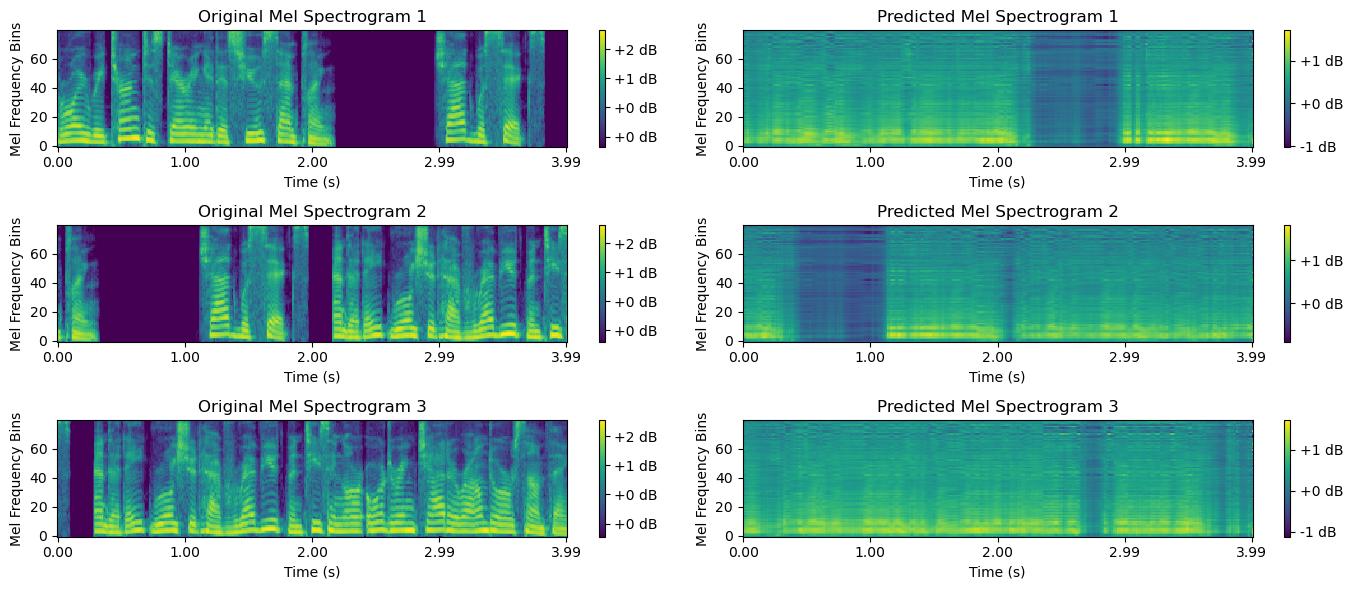 Original Mel Spectrogram 1
Mel Frequency Bins
60
40
20
0
0.00 1.00 2.00 2.99 3.99
Time (s)
+2 dB
+1 dB
+0 dB
+0 dB
Predicted Mel Spectrogram 1
Mel Frequency Bins
60
40
20
0
0.00 1.00 2.00 2.99 3.99
Time (s)
+1 dB
+0 dB
-1 dB
Original Mel Spectrogram 2
Mel Frequency Bins
60
40
20
0
0.00 1.00 2.00 2.99 3.99
Time (s)
+2 dB
+1 dB
+0 dB
+0 dB
Predicted Mel Spectrogram 2
Mel Frequency Bins
60
40
20
0
0.00 1.00 2.00 2.99 3.99
Time (s)
+1 dB
+0 dB
Original Mel Spectrogram 3
Mel Frequency Bins
60
40
20
0
0.00 1.00 2.00 2.99 3.99
Time (s)
+2 dB
+1 dB
+0 dB
+0 dB
Predicted Mel Spectrogram 3
Mel Frequency Bins
60
40
20
0
0.00 1.00 2.00 2.99 3.99
Time (s)
+1 dB
+0 dB
-1 dB